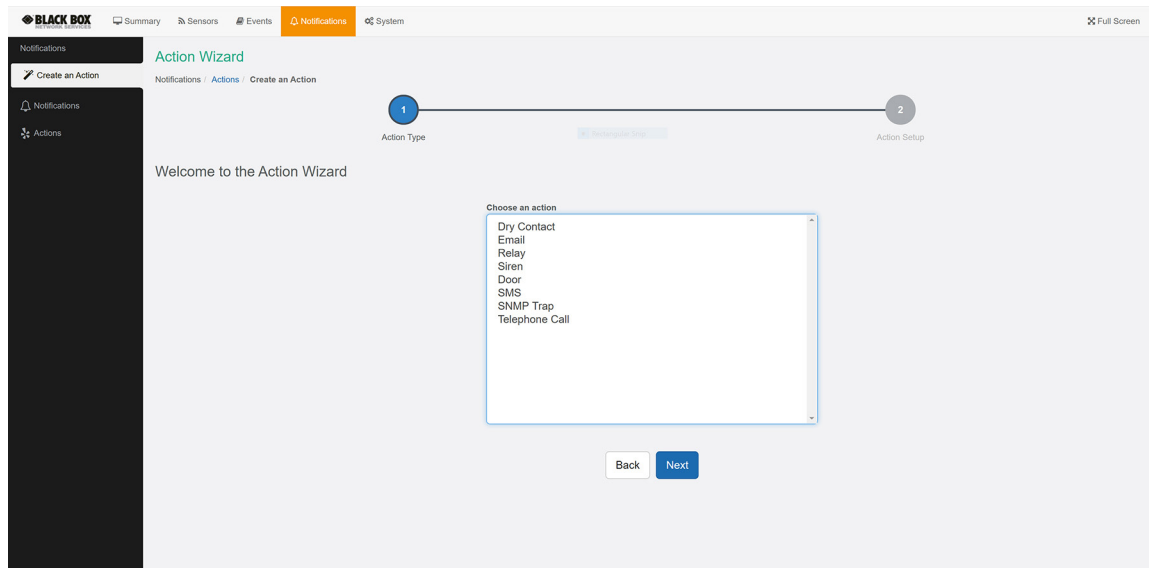 BLACK BOX
NETWORK SERVICES
Summary
Sensors
Events
Notifications
System
Full Screen
Notifications
Create an Action
Notifications
Actions
Action Wizard
Notifications / Actions / Create an Action
1
2
Action Type
Action Setup
Welcome to the Action Wizard
Choose an action
Dry Contact
Email
Relay
Siren
Door
SMS
SNMP Trap
Telephone Call
Back
Next